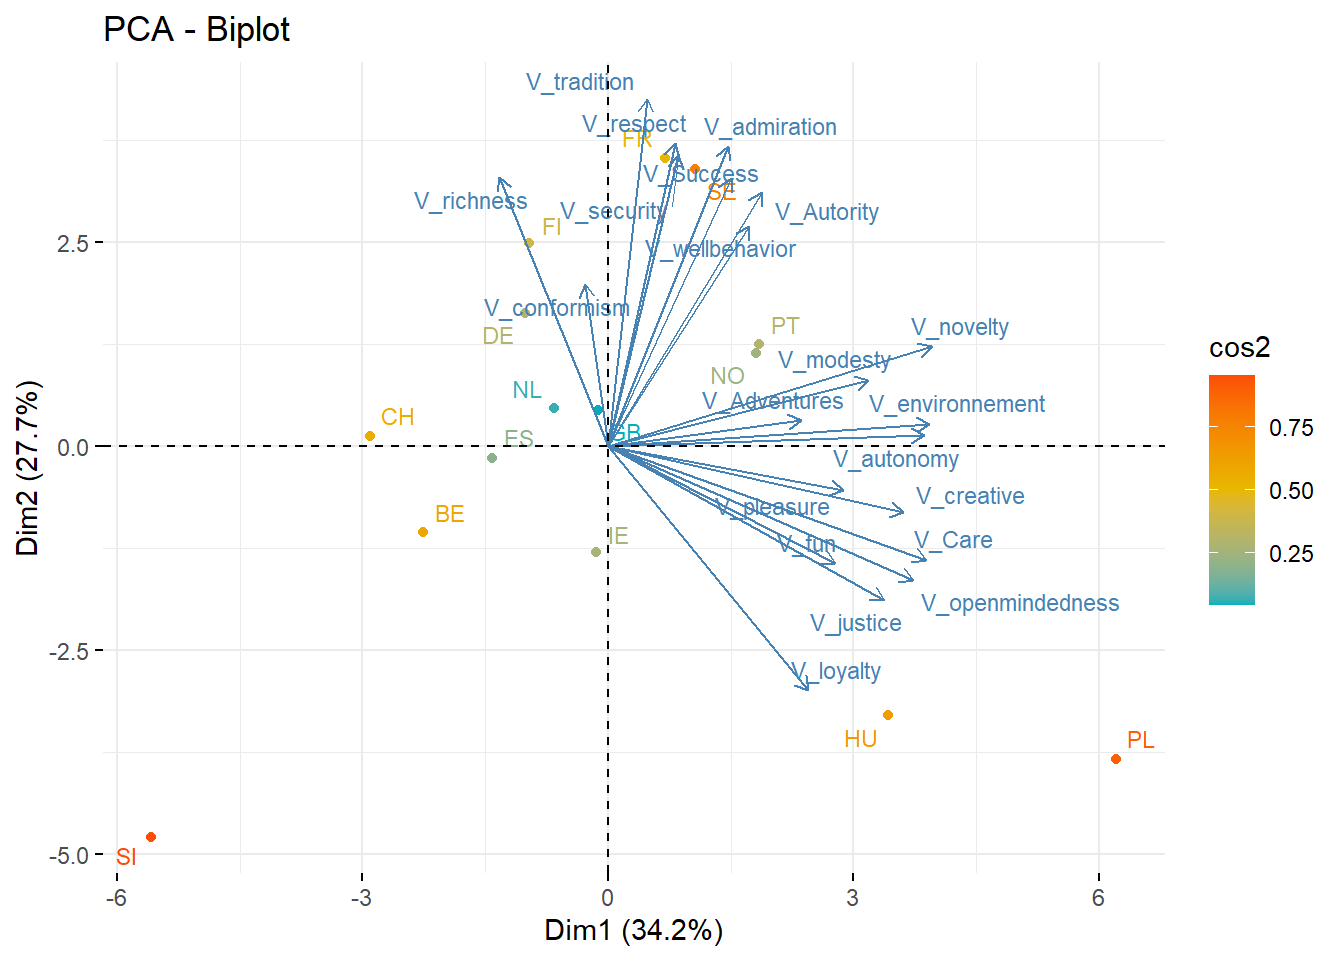 PCA - Biplot
V_tradition
V_respect
V_admiration
FR
V_Success
SE
V_richness
V_security
V_Autority
FI
V_wellbehavior
V_conformism
DE
PT
V_novelty
NO
V_modesty
NL
V_Adventures
V_environnement
CH
ES
GB
V_autonomy
BE
V_pleasure
V_creative
IE
V_fun
V_Care
V_openmindedness
V_justice
V_loyalty
HU
PL
SI
2.5
0.0
-2.5
-5.0
-6
-3
0
3
6
Dim1 (34.2%)
Dim2 (27.7%)
cos2
0.75
0.50
0.25